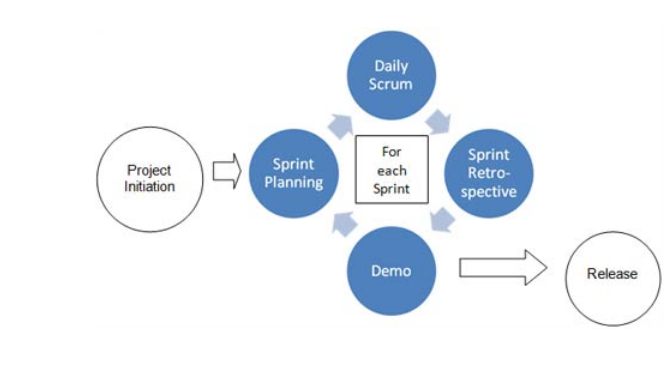 Daily
Scrum
Project
Initiation
Sprint
Planning
For
each
Sprint
Sprint
Retro-
spective
Demo
Release